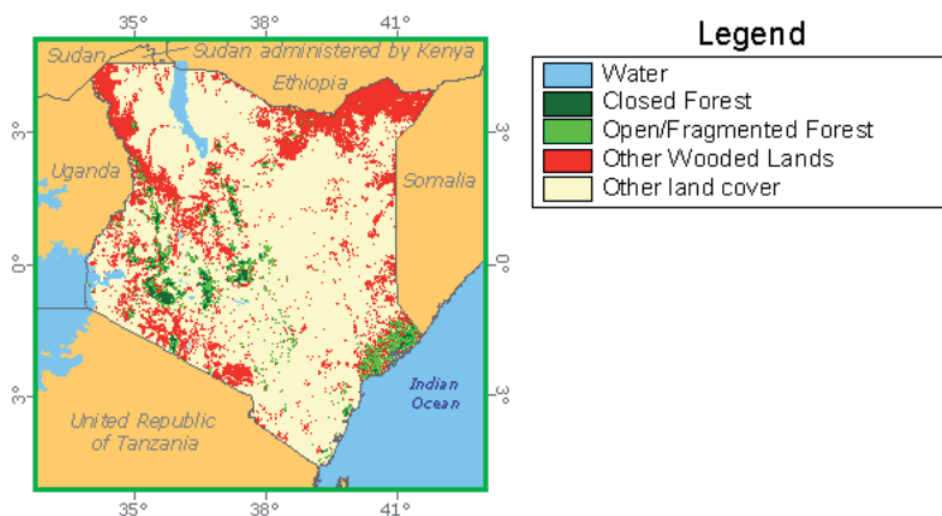 35°
38°
41°
Sudan
Sudan administered by Kenya
Ethiopia
3°
3°
Uganda
Somalia
0°
0°
Indian
Ocean
3°
3°
United Republic
of Tanzania
35°
38°
41°
Legend
Water
Closed Forest
Open/Fragmented Forest
Other Wooded Lands
Other land cover